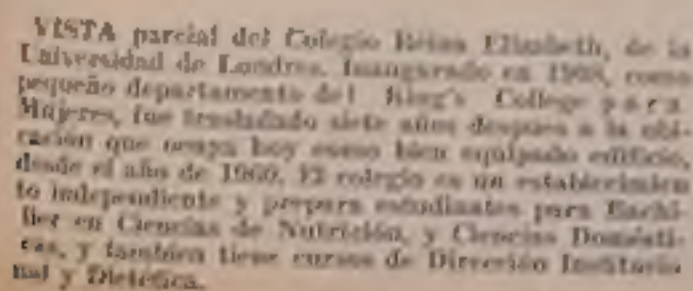 VISTA parcial del Colegio Reina Elizabeth, de la
Universidad de Londres. Inaugurado en 1908, como
pequeño departamento del King's College para
Mujeres, fue trasladado siete años despues a la ubi-
cación que ocupa hoy como bien equipado edificio,
desde el año de 1960. El colegio es un establecimien
to independiente y prepara estudiantes para Bachi-
ller en Ciencias de Nutrición, y Ciencias Domésti-
cas, y tambien tiene cursos de Dirección Institucio
nal y Dietética.